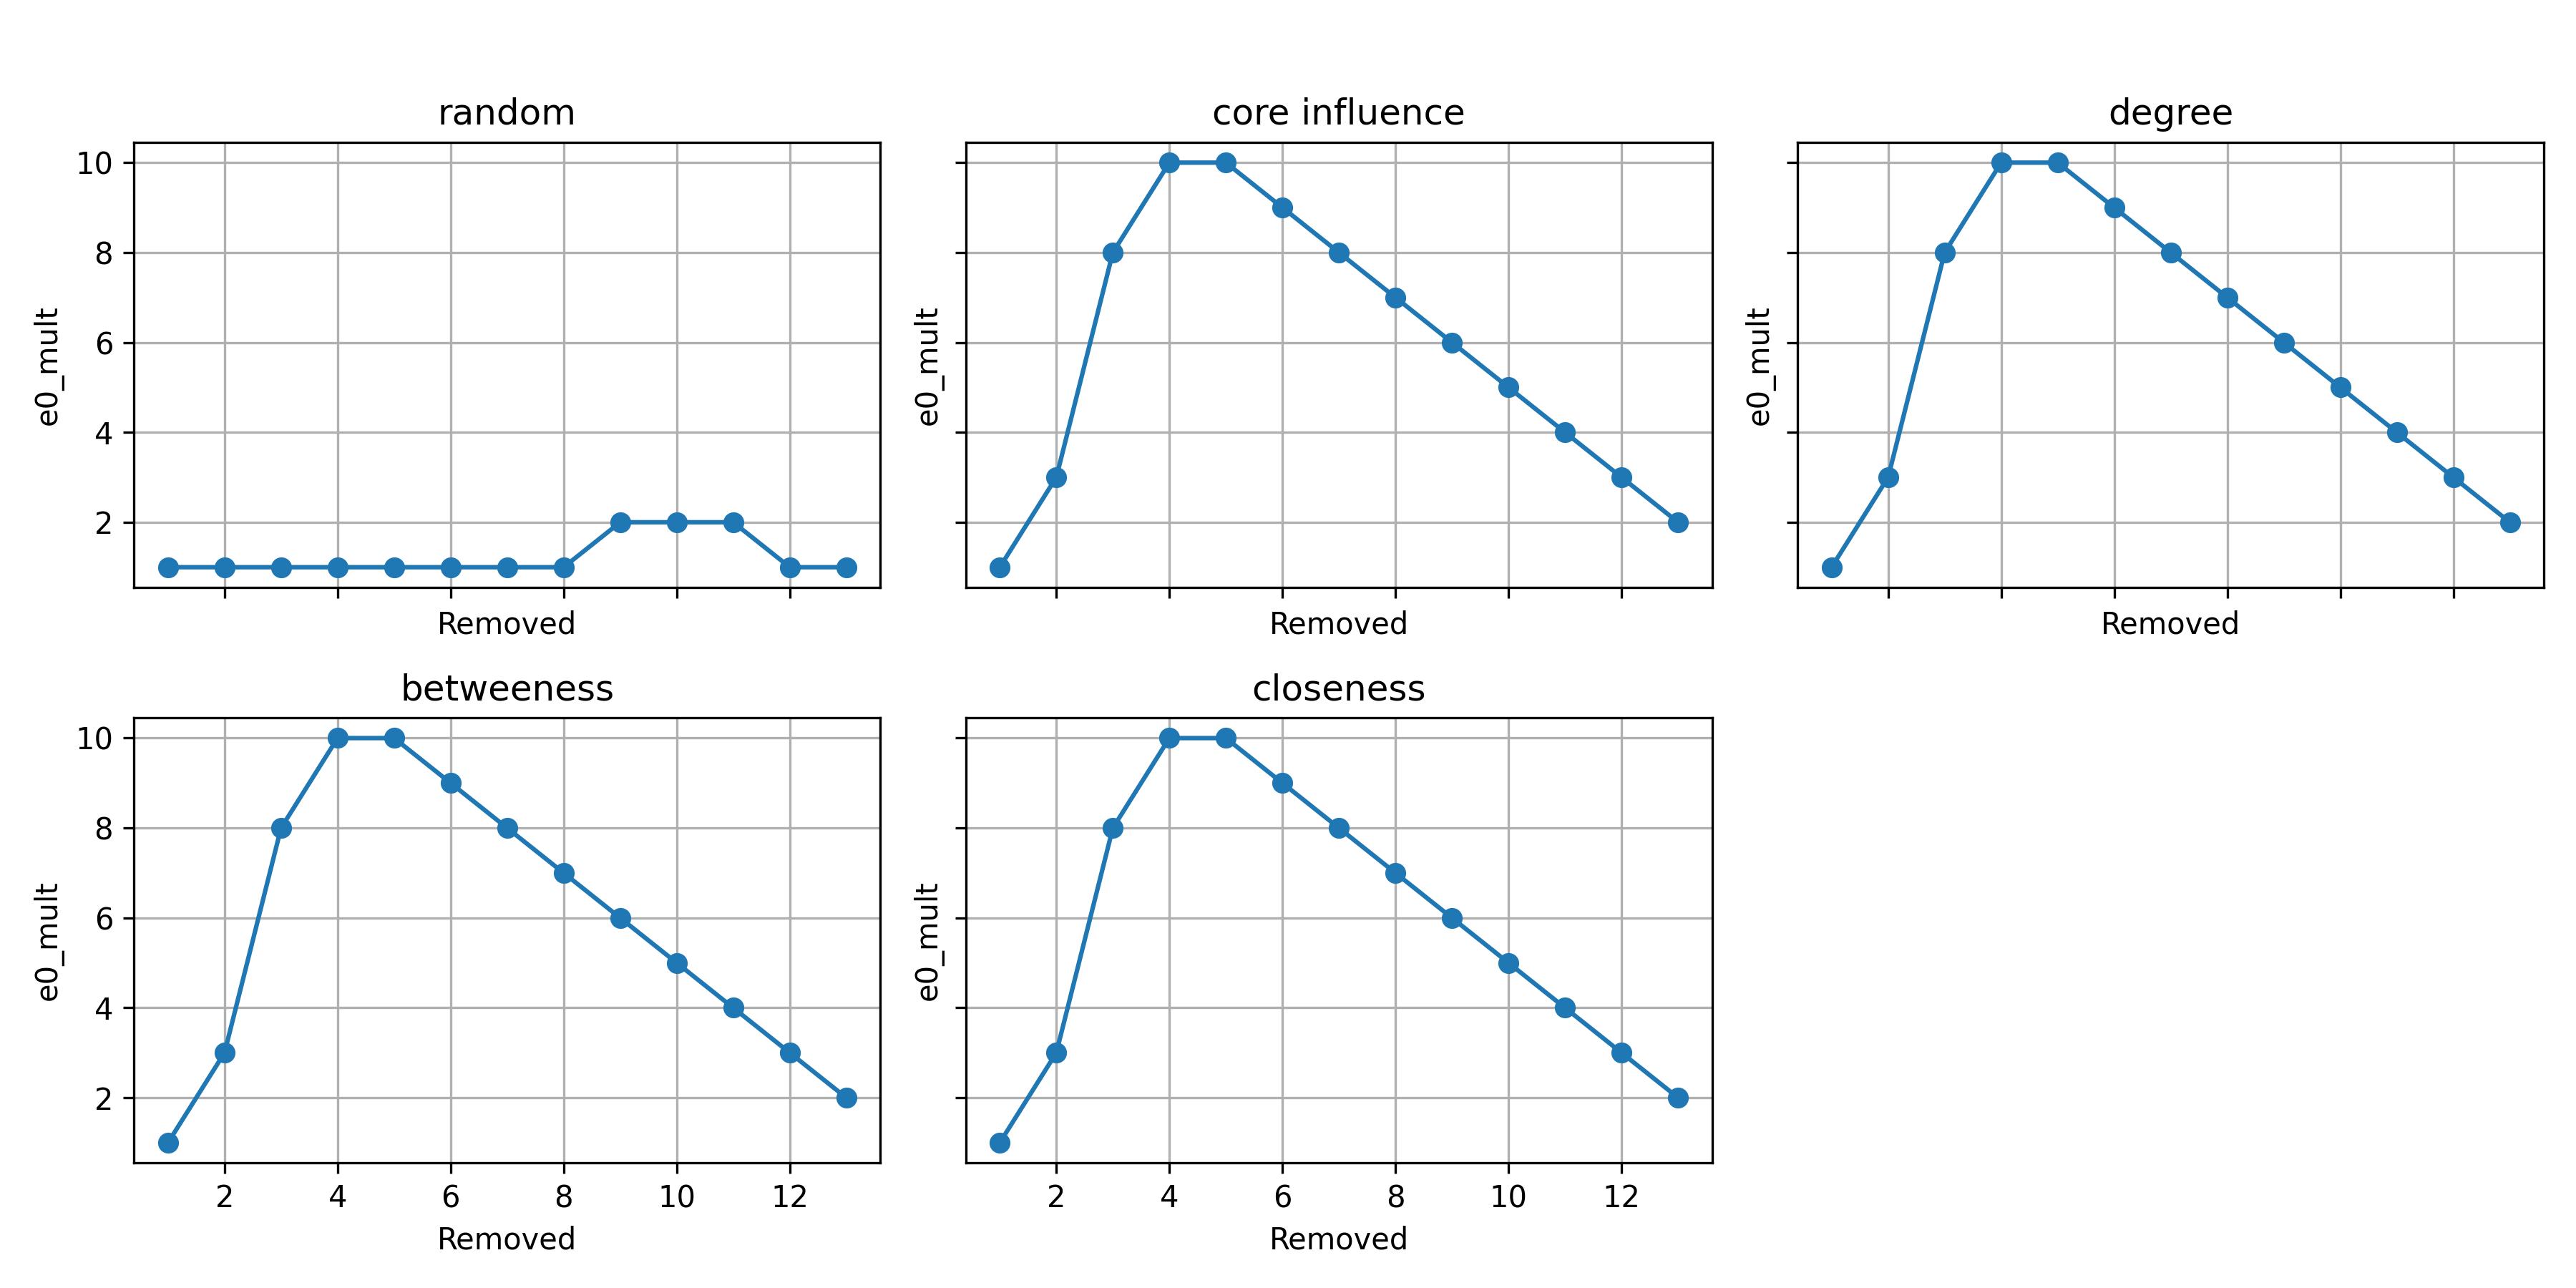 random
core influence
degree
10
8
6
4
2
e0_mult
e0_mult
e0_mult
Removed
Removed
Removed
betweeness
closeness
10
8
6
4
2
e0_mult
e0_mult
2 4 6 8 10 12
2 4 6 8 10 12
Removed
Removed